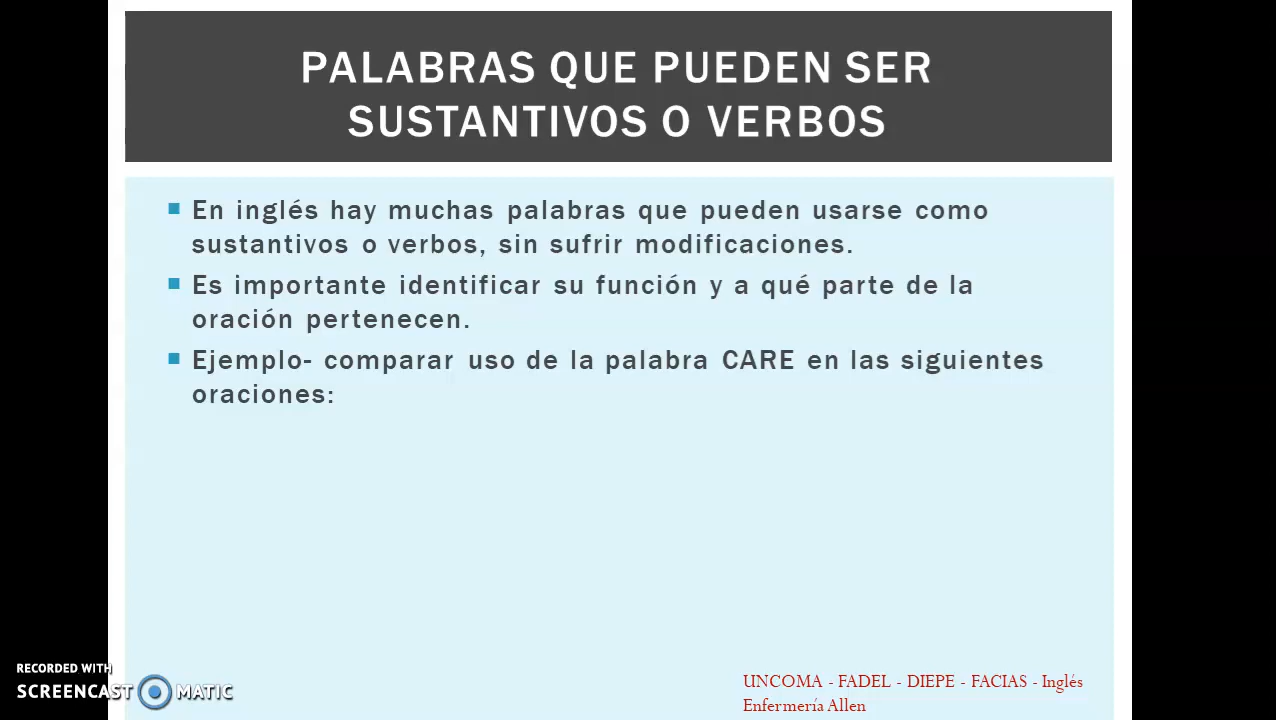 PALABRAS QUE PUEDEN SER
SUSTANTIVOS O VERBOS
En inglés hay muchas palabras que pueden usarse como
sustantivos o verbos, sin sufrir modificaciones.
Es importante identificar su función y a qué parte de la
oración pertenecen.
Ejemplo- comparar uso de la palabra CARE en las siguientes
oraciones:
RECORDED WITH
SCREENCAST MATIC
UNCOMA - FADEL - DIEPE - FACIAS - Inglés
Enfermería Allen